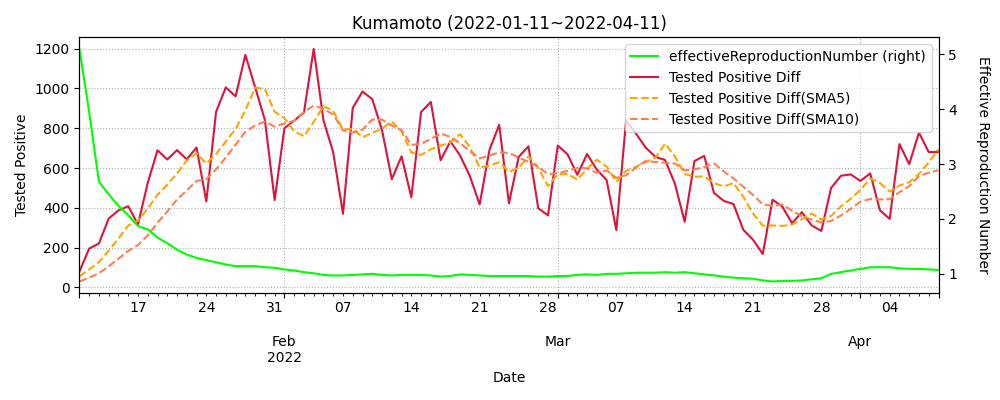 Kumamoto (2022-01-11~2022-04-11)
effectiveReproductionNumber (right)
Tested Positive Diff
Tested Positive Diff(SMA5)
Tested Positive Diff(SMA10)
Tested Positive
1200
1000
800
600
400
200
0
5
4
3
2
1
Effective Reproduction Number
17 24 31 07 14 21 28 07 14 21 28 04
Feb Mar Apr
2022
Date